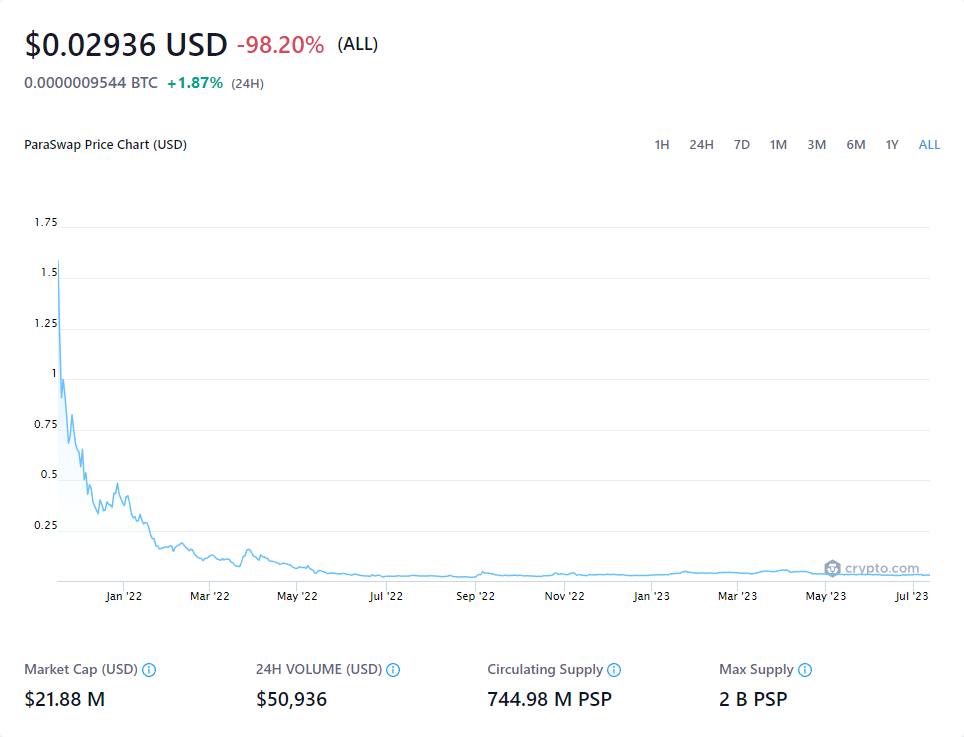 $0.02936 USD -98.20% (ALL)
0.0000009544 BTC +1.87% (24H)
ParaSwap Price Chart (USD) 1H 24H 7D 1M 3M 6M 1Y ALL
1.75
1.5
1.25
1
0.75
0.5
0.25
crypto.com
Jan '22 Mar '22 May '22 Jul '22 Sep '22 Nov '22 Jan '23 Mar '23 May '23 Jul '23
Market Cap (USD) 24H VOLUME (USD) Circulating Supply Max Supply
$21.88 M $50,936 744.98 M PSP 2 B PSP